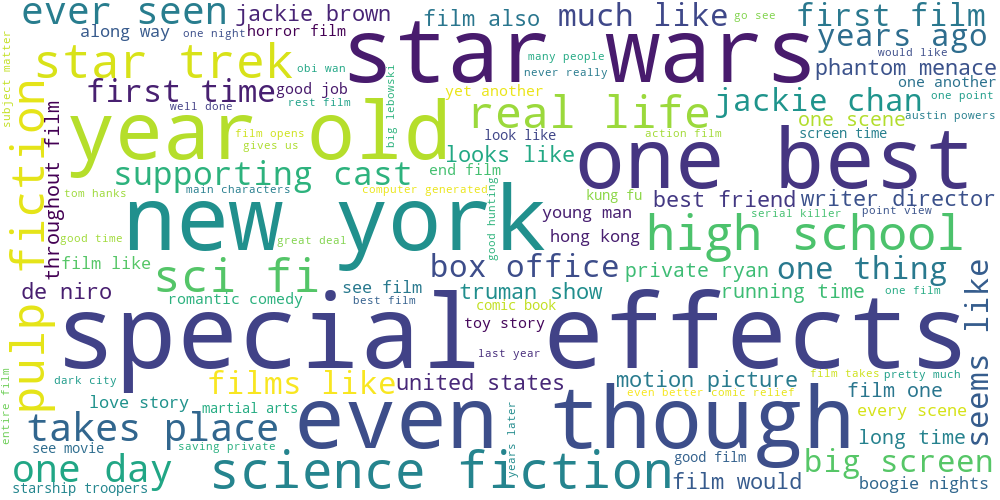 ever seen
jackie brown
film also
much like
go see
first film
along way
one night
horror film
star wars
years ago
star trek
obi wan
many people
never really
would like
phantom menace
subject matter
first time
good job
big lebowski
yet another
one another
well done
rest film
real life
jackie chan
one point
year old
film opens
gives us
look like
action film
one scene
austin powers
screen time
pulp fiction
throughout film
supporting cast
looks like
end film
one best
tom hanks
main characters
computer generated
good hunting
kung fu
best friend
writer director
new york
young man
serial killer
point view
good time
great deal
hong kong
high school
film like
sci fi
box office
private ryan
one thing
de niro
romantic comedy
see film
best film
truman show
comic book
running time
one film
special effects
toy story
last year
seems like
dark city
films like
united states
motion picture
film takes
pretty much
entire film
love story
martial arts
even though
even better
comic relief
film one
every scene
takes place
see movie
saving private
years later
long time
one day
science fiction
good film
big screen
starship troopers
film would
boogie nights